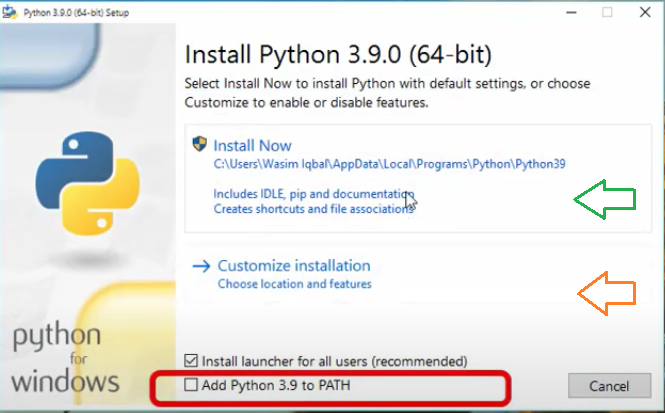 Python 3.9.0 (64-bit) Setup
Install Python 3.9.0 (64-bit)
Select Install Now to install Python with default settings, or choose
Customize to enable or disable features.
Install Now
C:\Users\Wasim Iqbal\AppData\Local\Programs\Python\Python39
Includes IDLE, pip and documentation
Creates shortcuts and file associations
Customize installation
Choose location and features
python
for
windows
Install launcher for all users (recommended)
Add Python 3.9 to PATH
Cancel